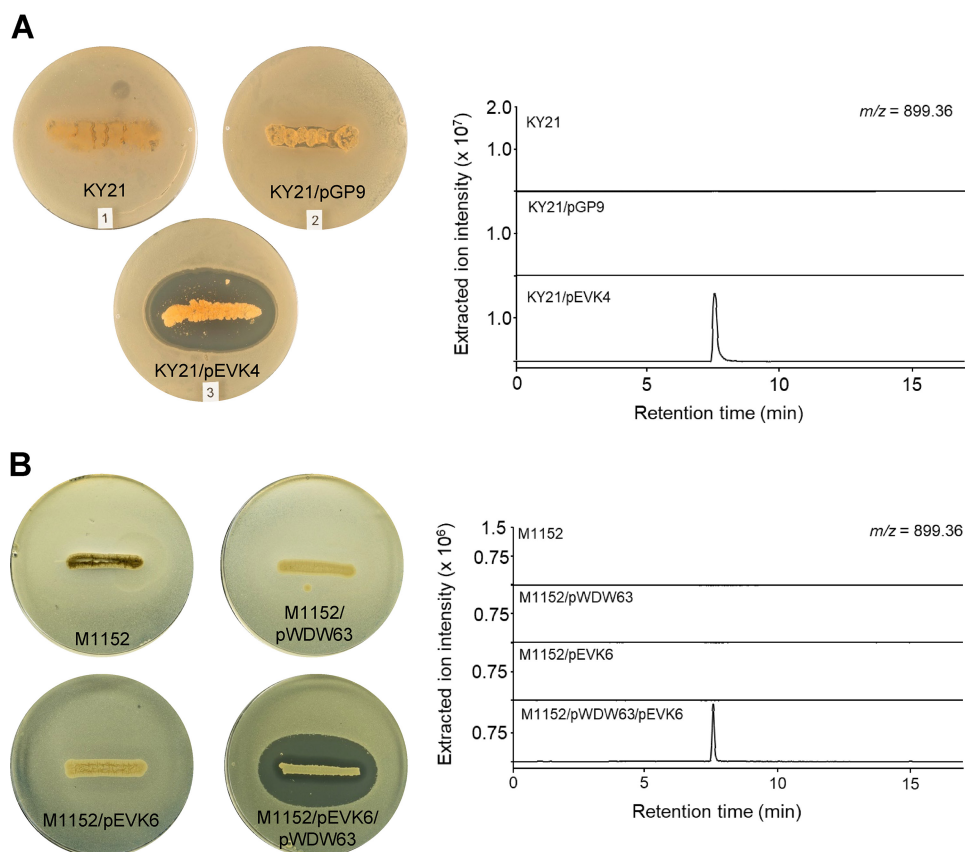 A
KY21
1
KY21/pGP9
2
KY21/pEVK4
3
Extracted ion intensity (x 10⁷)
2.0
1.0
KY21
m/z = 899.36
1.0
KY21/pGP9
1.0
KY21/pEVK4
0 5 10 15
Retention time (min)
B
M1152
M1152/
pWDW63
M1152/pEVK6
M1152/pEVK6/
pWDW63
Extracted ion intensity (x 10⁶)
1.5
0.75
M1152
m/z = 899.36
0.75
M1152/pWDW63
0.75
M1152/pEVK6
0.75
M1152/pWDW63/pEVK6
0 5 10 15
Retention time (min)